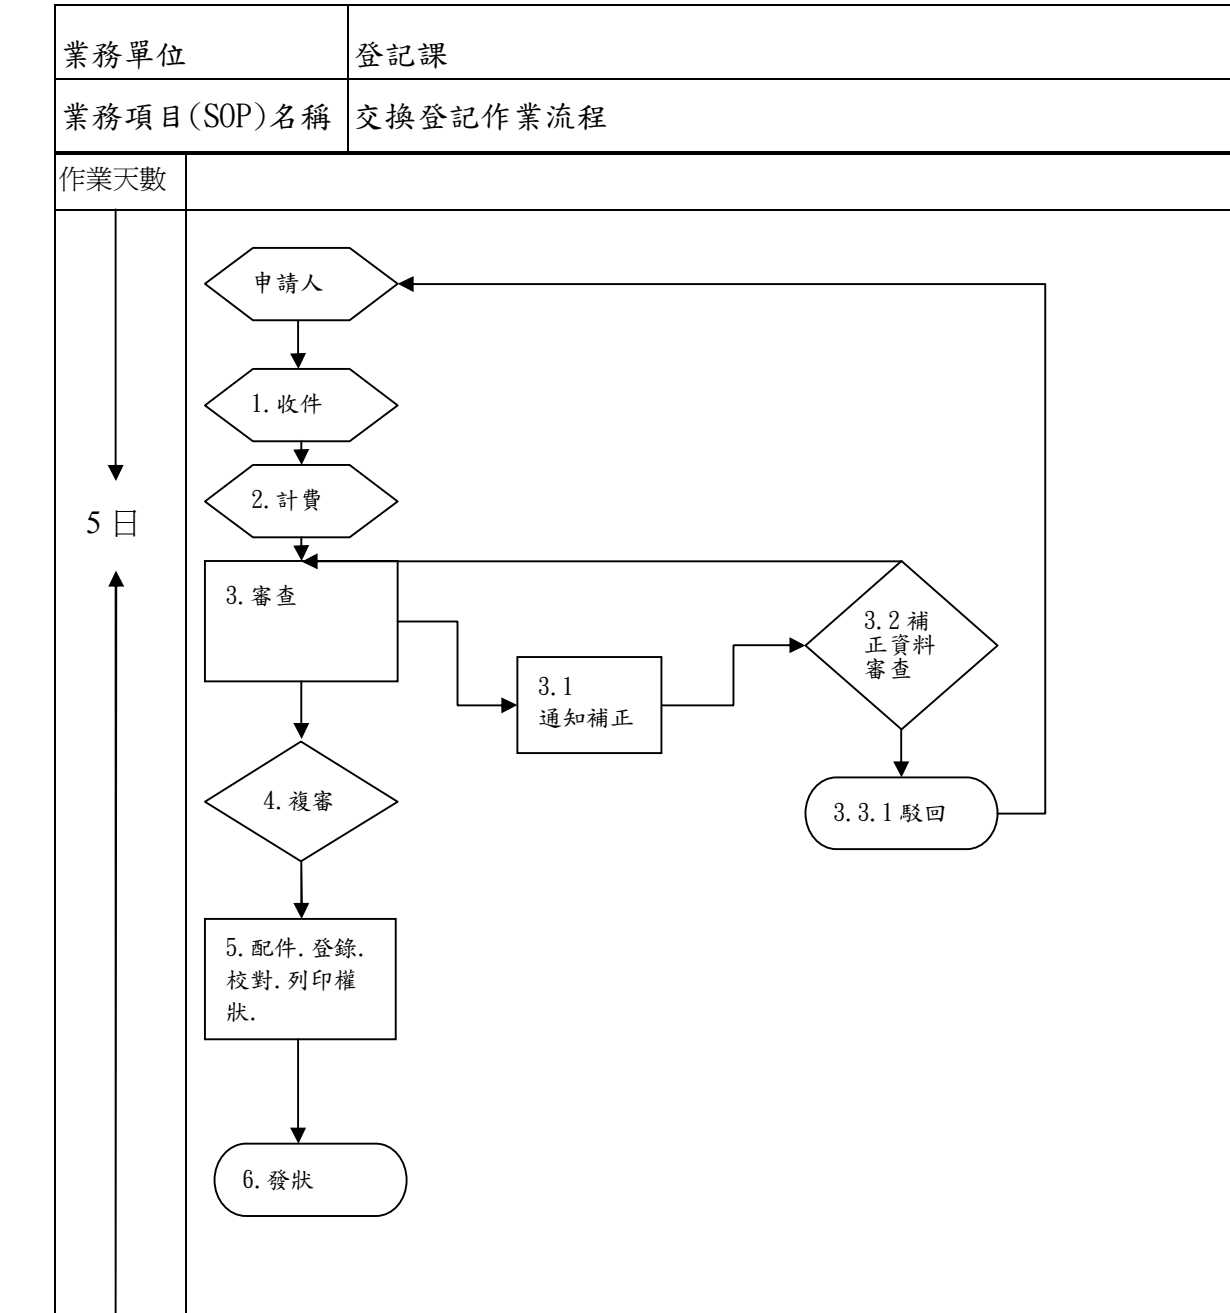 業務單位
登記課
業務項目(SOP)名稱
交換登記作業流程
作業天數
5日
申請人
1.收件
2.計費
3.審查
3.1
通知補正
3.2補
正資料
審查
3.3.1駁回
4.複審
5.配件.登錄.
校對.列印權
狀.
6.發狀